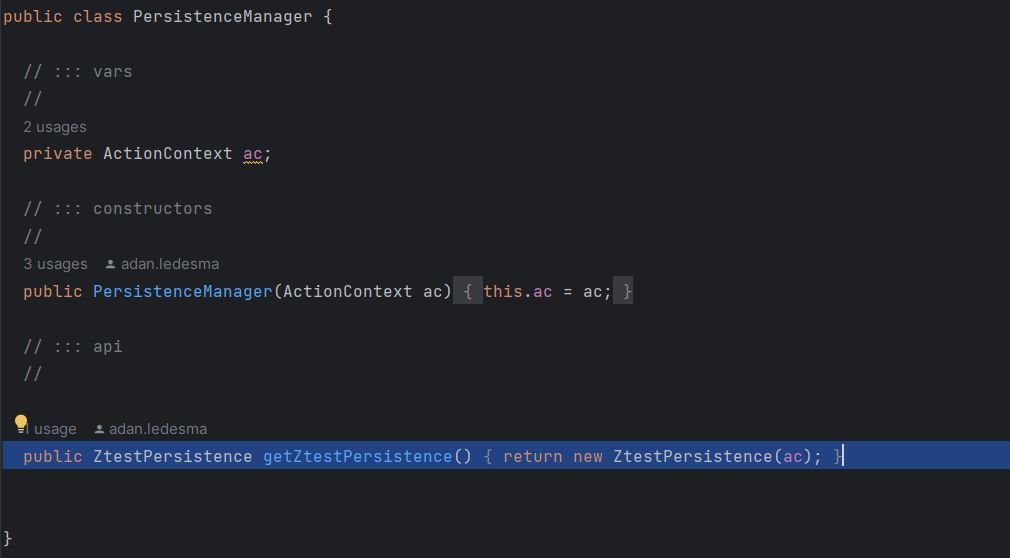 public class PersistenceManager {
// ::: vars
//
2 usages
private ActionContext ac;
// ::: constructors
//
3 usages adan.ledesma
public PersistenceManager(ActionContext ac) { this.ac = ac; }
// ::: api
//
1 usage adan.ledesma
public ZtestPersistence getZtestPersistence() { return new ZtestPersistence(ac); }
}